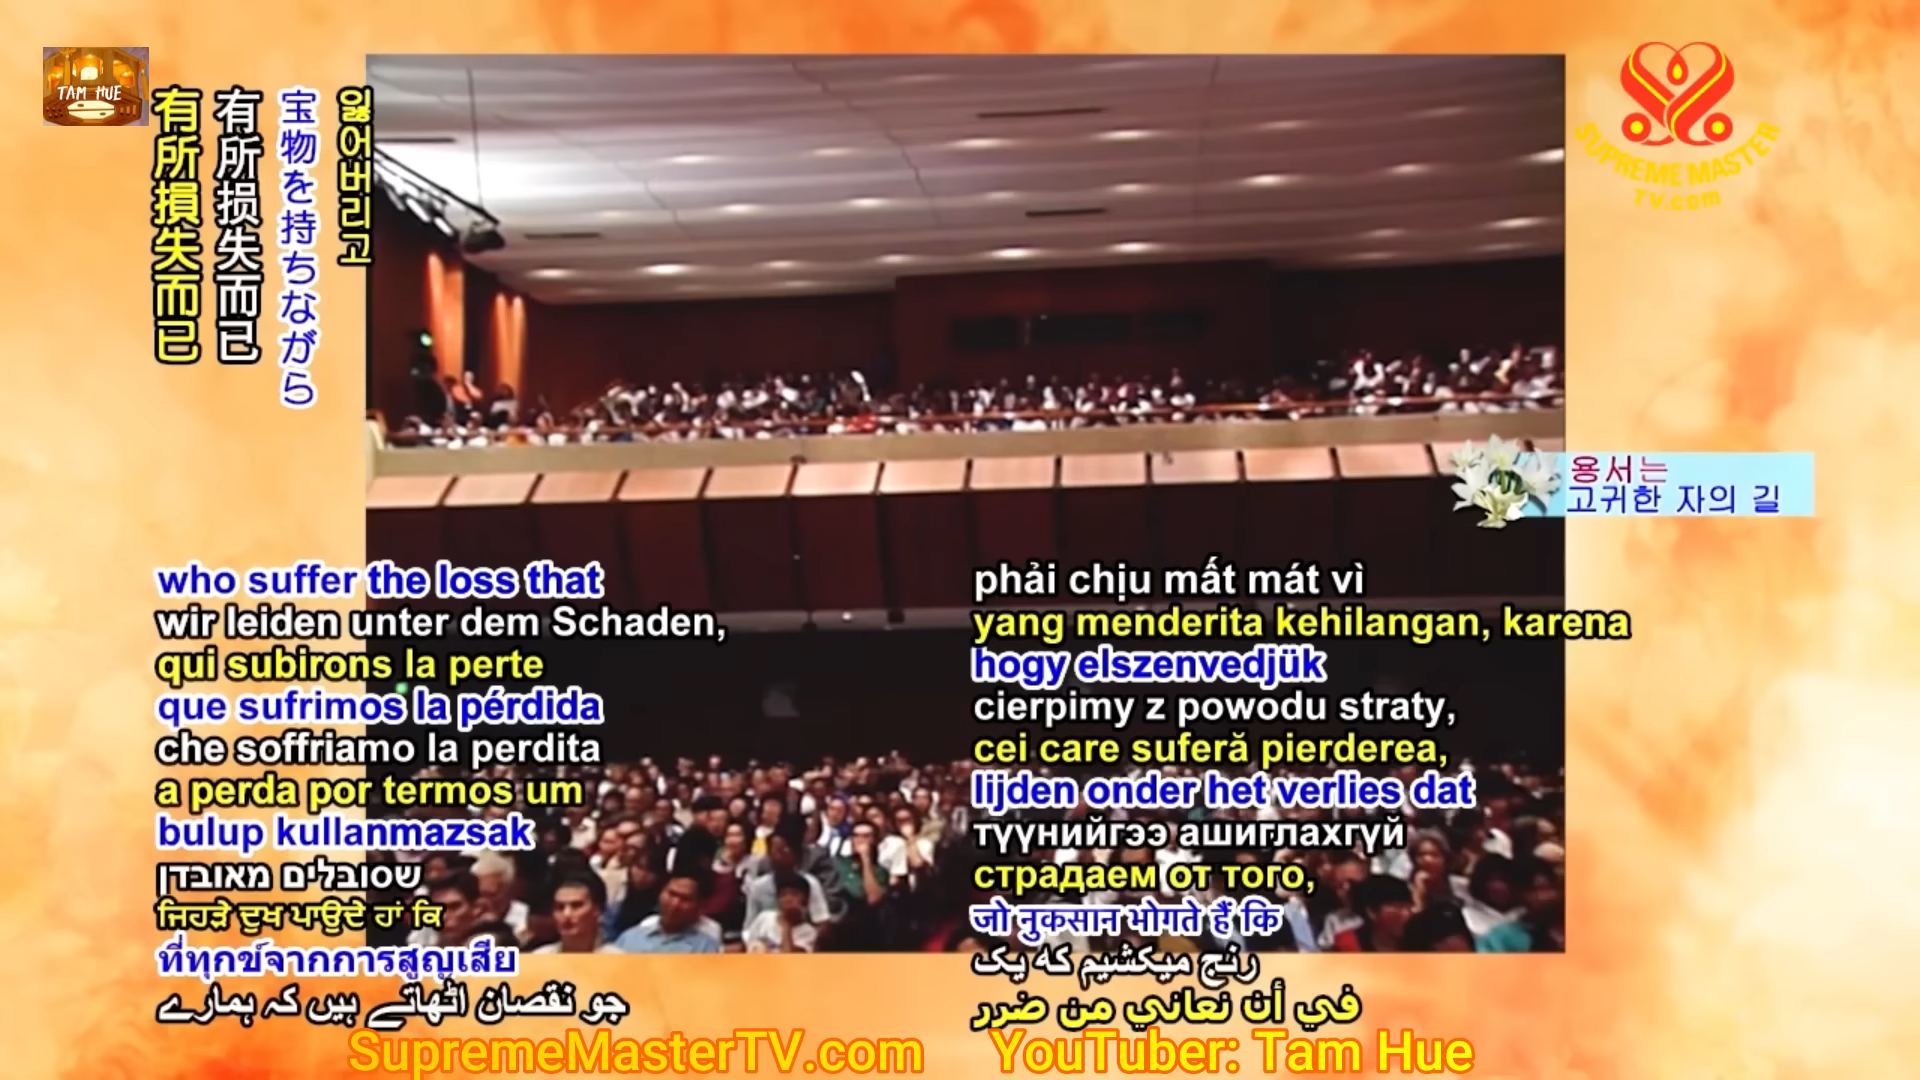 TAM HUE
有所損失而已
有所损失而已
宝物を持ちながら
잃어버리고
SUPREME MASTER
TV.com
용서는
고귀한 자의 길
who suffer the loss that
wir leiden unter dem Schaden,
qui subirons la perte
que sufrimos la pérdida
che soffriamo la perdita
a perda por termos um
bulup kullanmazsak
שסובלים מאובדן
ਜਿਹੜੇ ਦੁਖ ਪਾਉਦੇ ਹਾਂ ਕਿ
ที่ทุกข์จากการสูญเสีย
جو نقصان اٹھاتے ہیں کہ ہمارے
phải chịu mất mát vì
yang menderita kehilangan, karena
hogy elszenvedjük
cierpimy z powodu straty,
cei care suferă pierderea,
lijden onder het verlies dat
түүнийгээ ашиглахгүй
страдаем от того,
जो नुकसान भोगते हैं कि
رنج میکشیم که یک
في أن نعاني من ضرر
SupremeMasterTV.com
YouTuber: Tam Hue